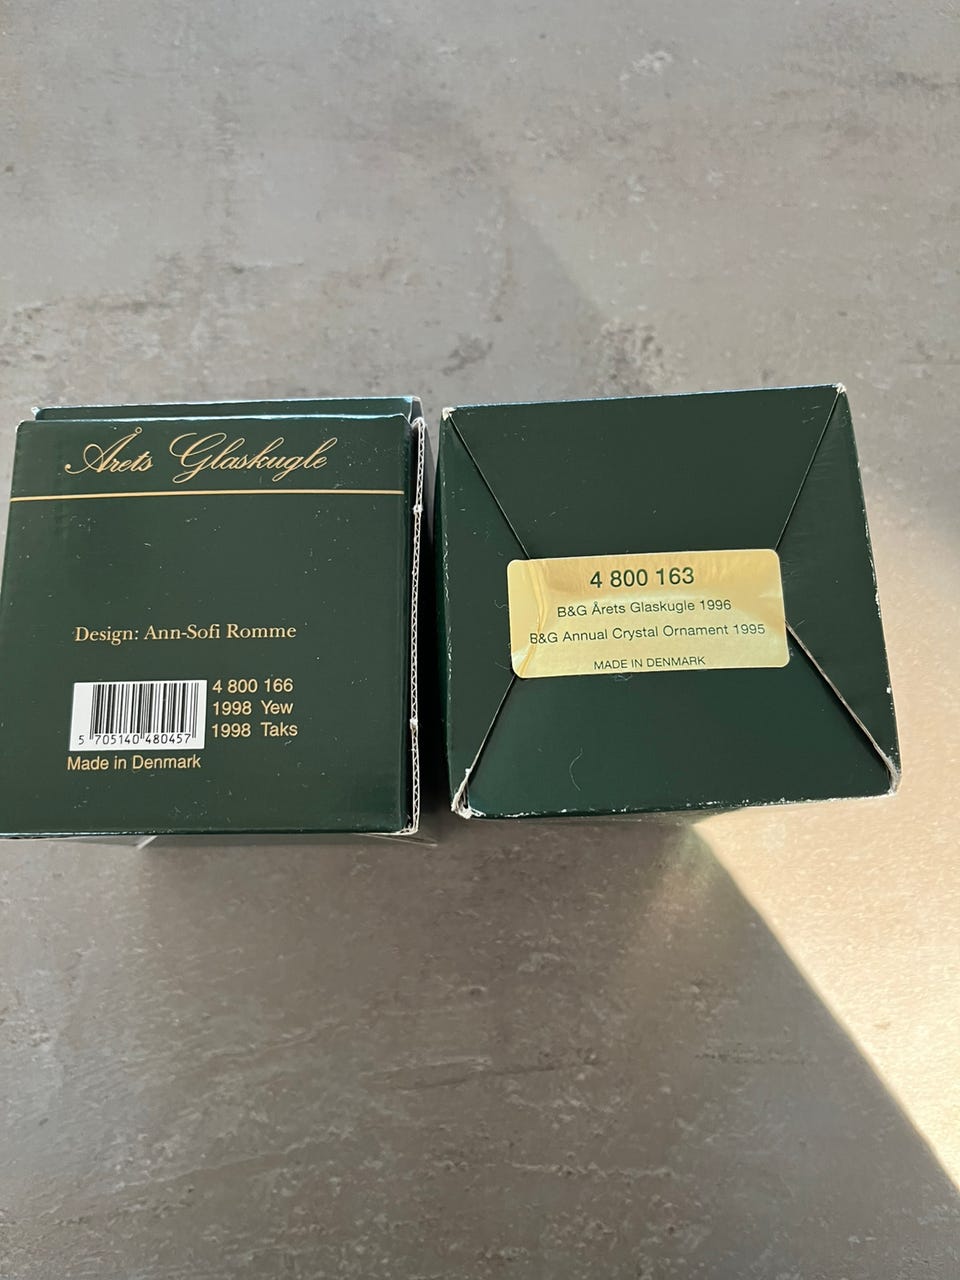 Årets Glaskugle
Design: Ann-Sofi Romme
4 800 166
1998 Yew
1998 Taks
5 705140 480457
Made in Denmark
4 800 163
B&G Årets Glaskugle 1996
B&G Annual Crystal Ornament 1995
MADE IN DENMARK